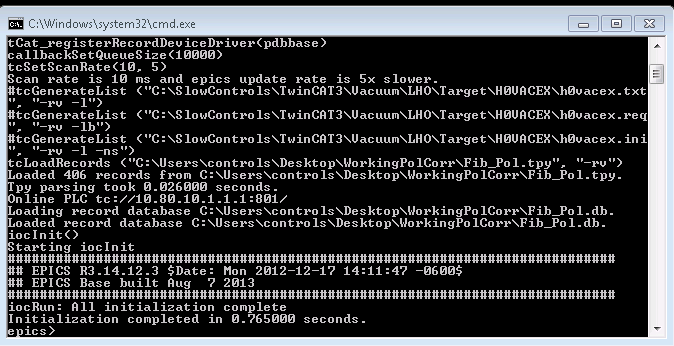 C:\Windows\system32\cmd.exe
tCat_registerRecordDeviceDriver(pdbbase)
callbackSetQueueSize(10000)
tcSetScanRate(10, 5)
Scan rate is 10 ms and epics update rate is 5x slower.
#tcGenerateList ("C:\SlowControls\TwinCAT3\Vacuum\LHO\Target\H0VACEX\h0vacex.txt
", "-rv -l")
#tcGenerateList ("C:\SlowControls\TwinCAT3\Vacuum\LHO\Target\H0VACEX\h0vacex.req
", "-rv -lb")
#tcGenerateList ("C:\SlowControls\TwinCAT3\Vacuum\LHO\Target\H0VACEX\h0vacex.ini
", "-rv -l -ns")
tcLoadRecords ("C:\Users\controls\Desktop\WorkingPolCorr\Fib_Pol.tpy", "-rv")
Loaded 406 records from C:\Users\controls\Desktop\WorkingPolCorr\Fib_Pol.tpy.
Tpy parsing took 0.026000 seconds.
Online PLC tc://10.80.10.1.1.1:801/
Loading record database C:\Users\controls\Desktop\WorkingPolCorr\Fib_Pol.db.
Loaded record database C:\Users\controls\Desktop\WorkingPolCorr\Fib_Pol.db.
iocInit()
Starting iocInit
############################################################################
## EPICS R3.14.12.3 $Date: Mon 2012-12-17 14:11:47 -0600$
## EPICS Base built Aug  7 2013
############################################################################
iocRun: All initialization complete
Initialization completed in 0.765000 seconds.
epics>